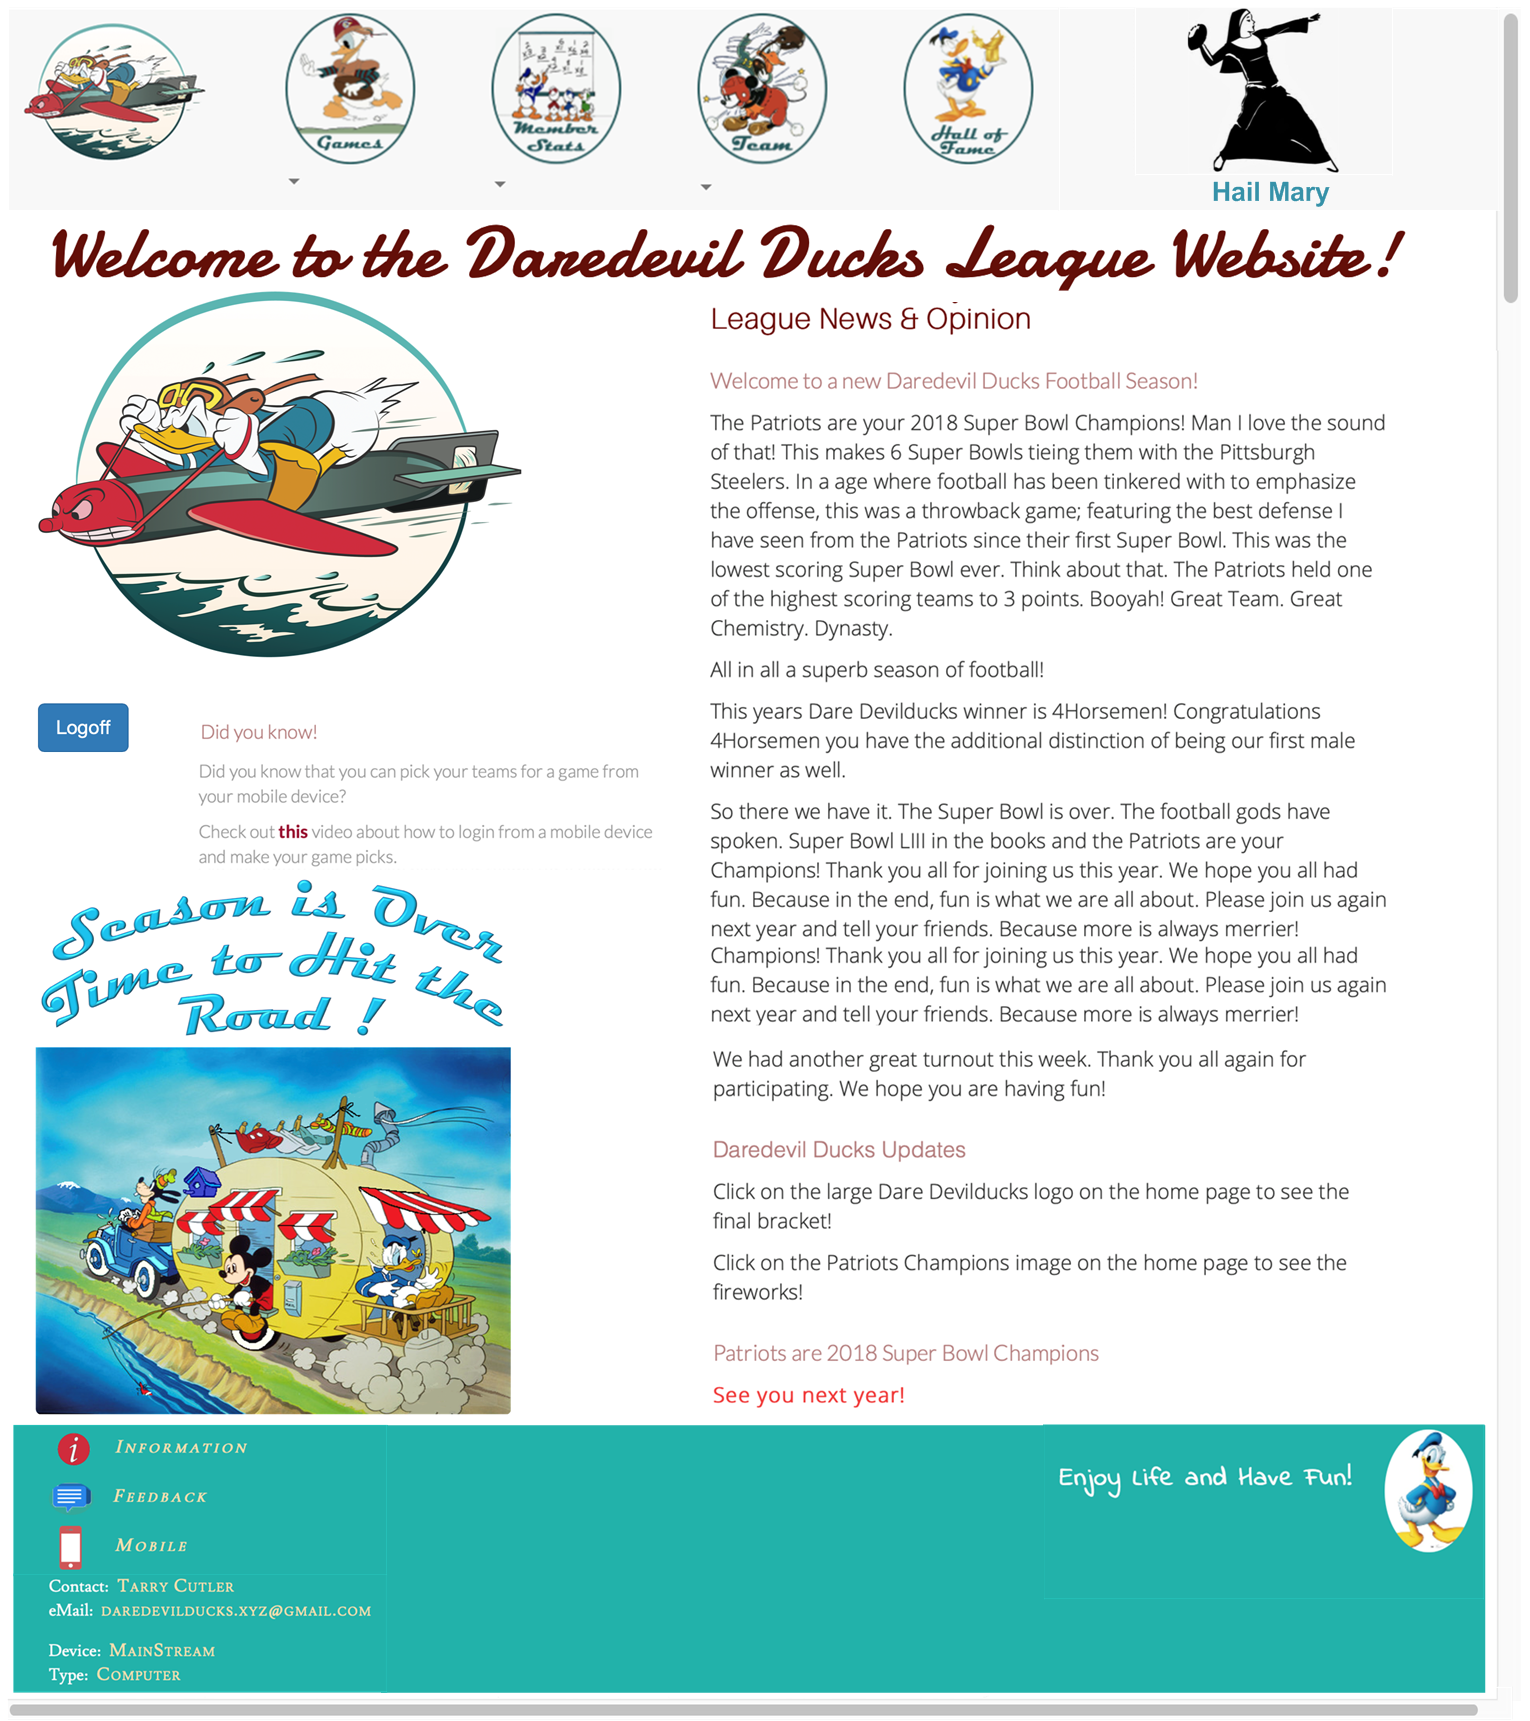 Games
Member
Stats
Team
Hall of
Fame
Hail Mary
Welcome to the Daredevil Ducks League Website!
League News & Opinion
Welcome to a new Daredevil Ducks Football Season!
The Patriots are your 2018 Super Bowl Champions! Man I love the sound
of that! This makes 6 Super Bowls tieing them with the Pittsburgh
Steelers. In a age where football has been tinkered with to emphasize
the offense, this was a throwback game; featuring the best defense I
have seen from the Patriots since their first Super Bowl. This was the
lowest scoring Super Bowl ever. Think about that. The Patriots held one
of the highest scoring teams to 3 points. Booyah! Great Team. Great
Chemistry. Dynasty.
All in all a superb season of football!
This years Dare Devilducks winner is 4Horsemen! Congratulations
4Horsemen you have the additional distinction of being our first male
winner as well.
So there we have it. The Super Bowl is over. The football gods have
spoken. Super Bowl LIII in the books and the Patriots are your
Champions! Thank you all for joining us this year. We hope you all had
fun. Because in the end, fun is what we are all about. Please join us again
next year and tell your friends. Because more is always merrier!
Champions! Thank you all for joining us this year. We hope you all had
fun. Because in the end, fun is what we are all about. Please join us again
next year and tell your friends. Because more is always merrier!
We had another great turnout this week. Thank you all again for
participating. We hope you are having fun!
Daredevil Ducks Updates
Click on the large Dare Devilducks logo on the home page to see the
final bracket!
Click on the Patriots Champions image on the home page to see the
fireworks!
Patriots are 2018 Super Bowl Champions
See you next year!
Logoff
Did you know!
Did you know that you can pick your teams for a game from
your mobile device?
Check out this video about how to login from a mobile device
and make your game picks.
Season is Over
Time to Hit the
Road !
i Information
Feedback
Mobile
Contact: Tarry Cutler
eMail: daredevilducks.xyz@gmail.com
Device: MainStream
Type: Computer
Enjoy Life and Have Fun!